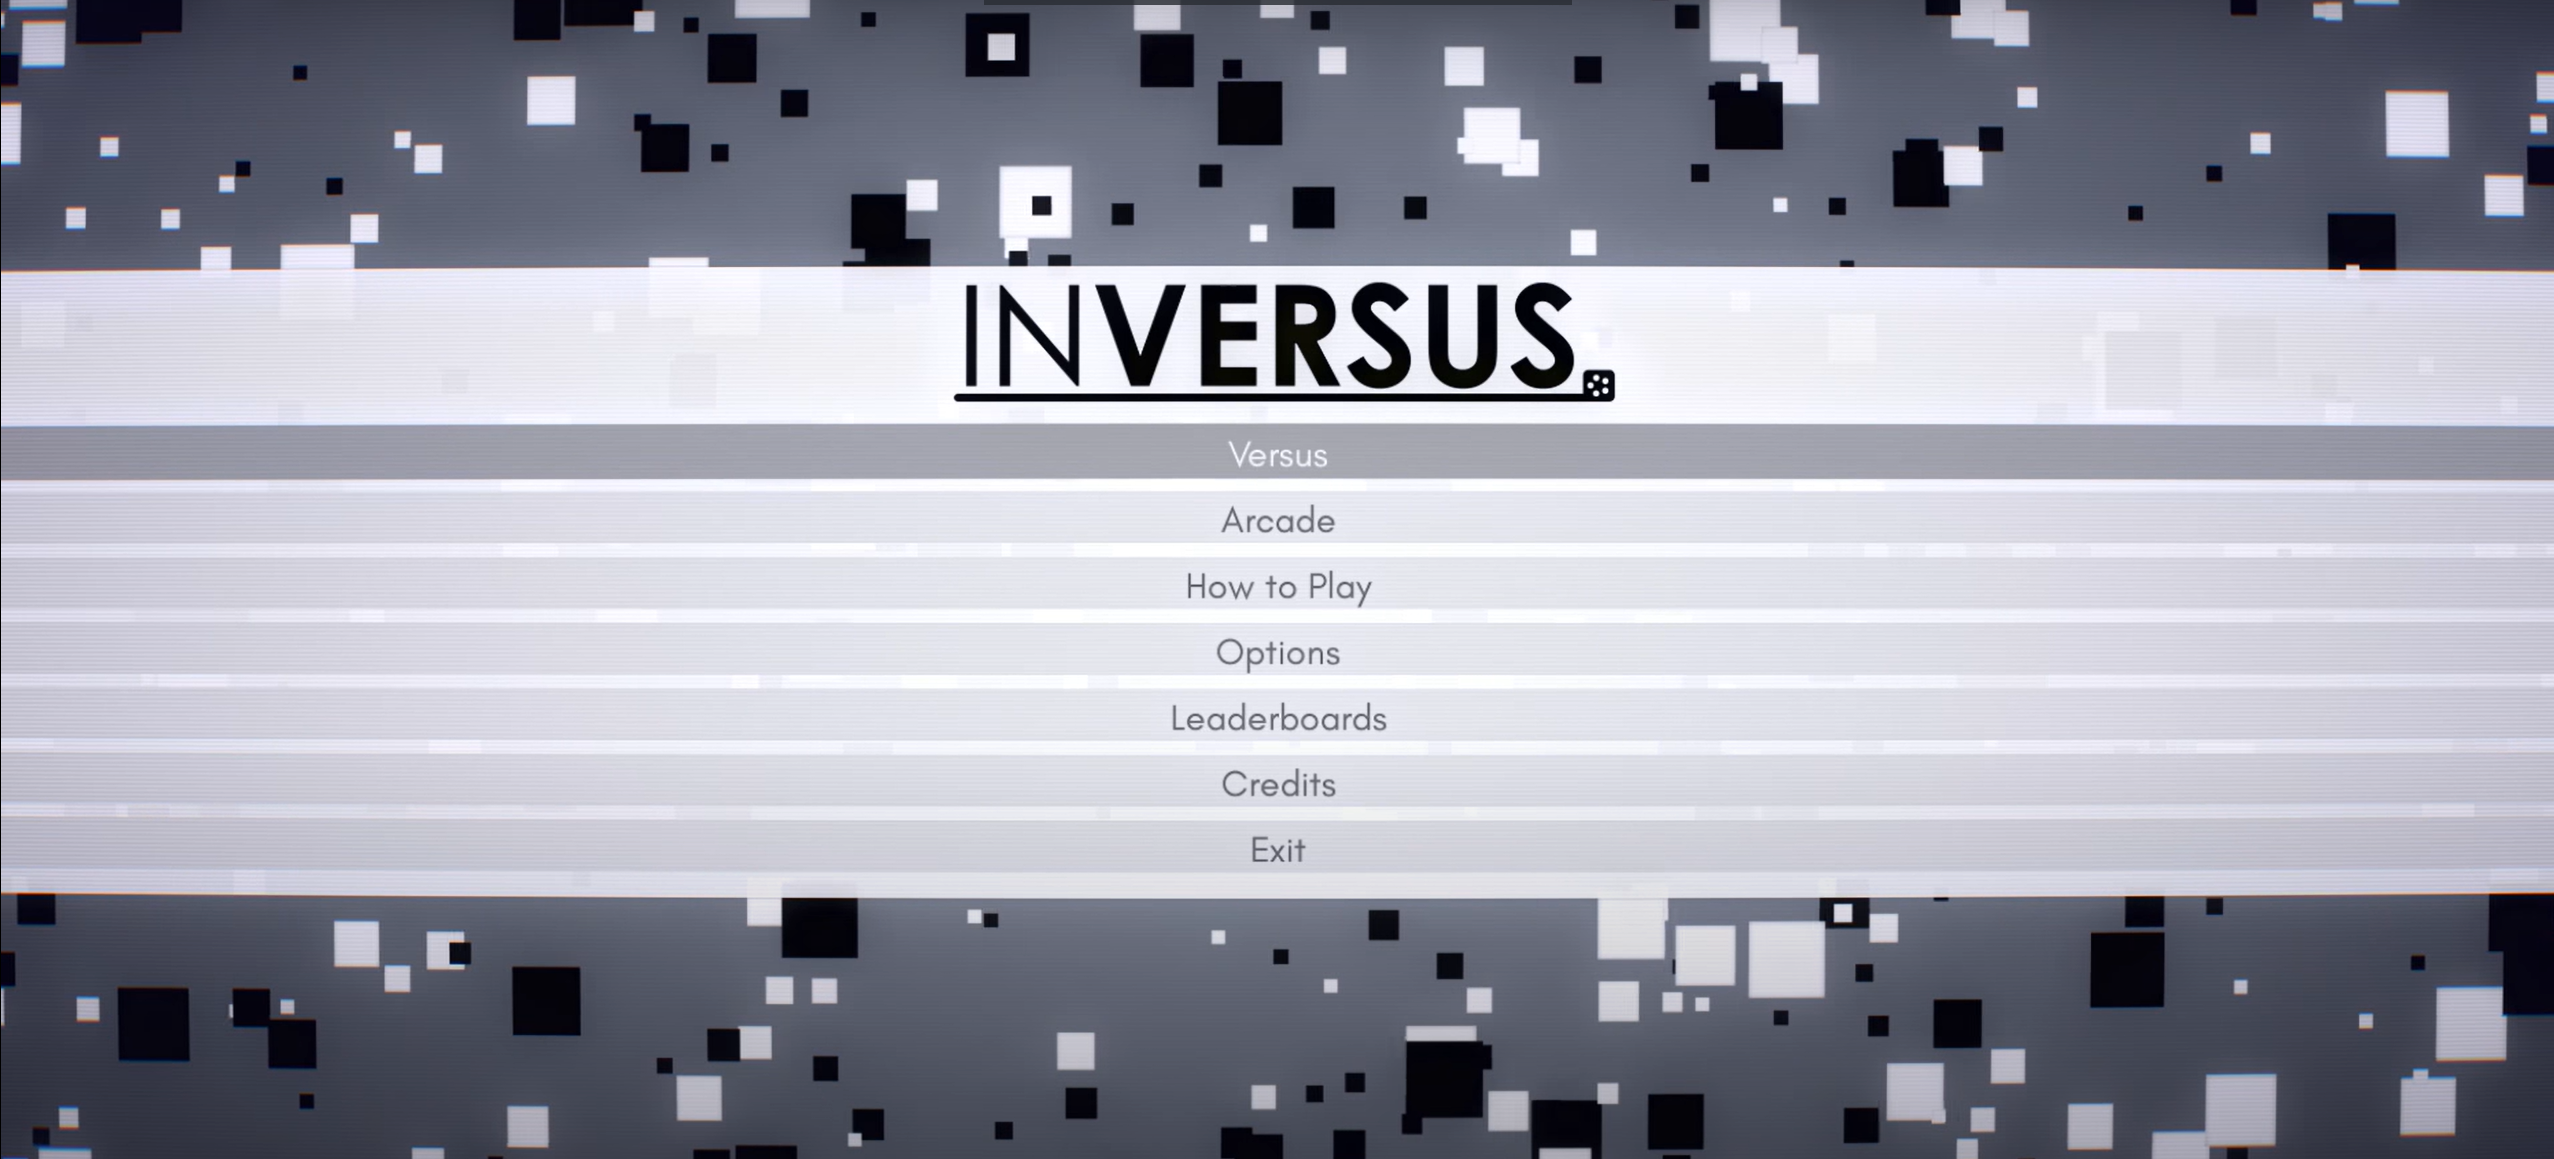 INVERSUS
Versus
Arcade
How to Play
Options
Leaderboards
Credits
Exit